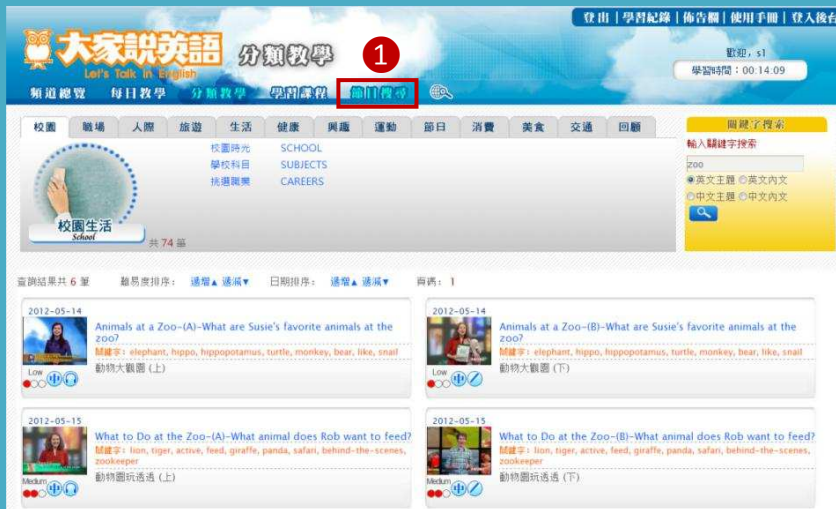 登出 | 學習紀錄 | 佈告欄 | 使用手冊 | 登入後台
大家說英語
Let's Talk in English
分類教學
1
歡迎, s1
學習時間：00:14:09
頻道總覽 每日教學 分類教學 學習課程 節目搜尋
校園 職場 人際 旅遊 生活 健康 興趣 運動 節日 消費 美食 交通 回顧
校園時光 SCHOOL
學校科目 SUBJECTS
挑選職業 CAREERS
校園生活
School
共 74 筆
關鍵字搜索
輸入關鍵字搜索
zoo
英文主題 英文內文
中文主題 中文內文
查詢結果共 6 筆 難易度排序： 遞增▲ 遞減▼ 日期排序： 遞增▲ 遞減▼ 頁碼： 1
2012-05-14
Animals at a Zoo-(A)-What are Susie's favorite animals at the
zoo?
關鍵字: elephant, hippo, hippopotamus, turtle, monkey, bear, like, snail
動物大觀園 (上)
Low
中
2012-05-14
Animals at a Zoo-(B)-What are Susie's favorite animals at the
zoo?
關鍵字: elephant, hippo, hippopotamus, turtle, monkey, bear, like, snail
動物大觀園 (下)
Low
中
2012-05-15
What to Do at the Zoo-(A)-What animal does Rob want to feed?
關鍵字: lion, tiger, active, feed, giraffe, panda, safari, behind-the-scenes,
zookeeper
動物園玩透透 (上)
Medium
中
2012-05-15
What to Do at the Zoo-(B)-What animal does Rob want to feed?
關鍵字: lion, tiger, active, feed, giraffe, panda, safari, behind-the-scenes,
zookeeper
動物園玩透透 (下)
Medium
中